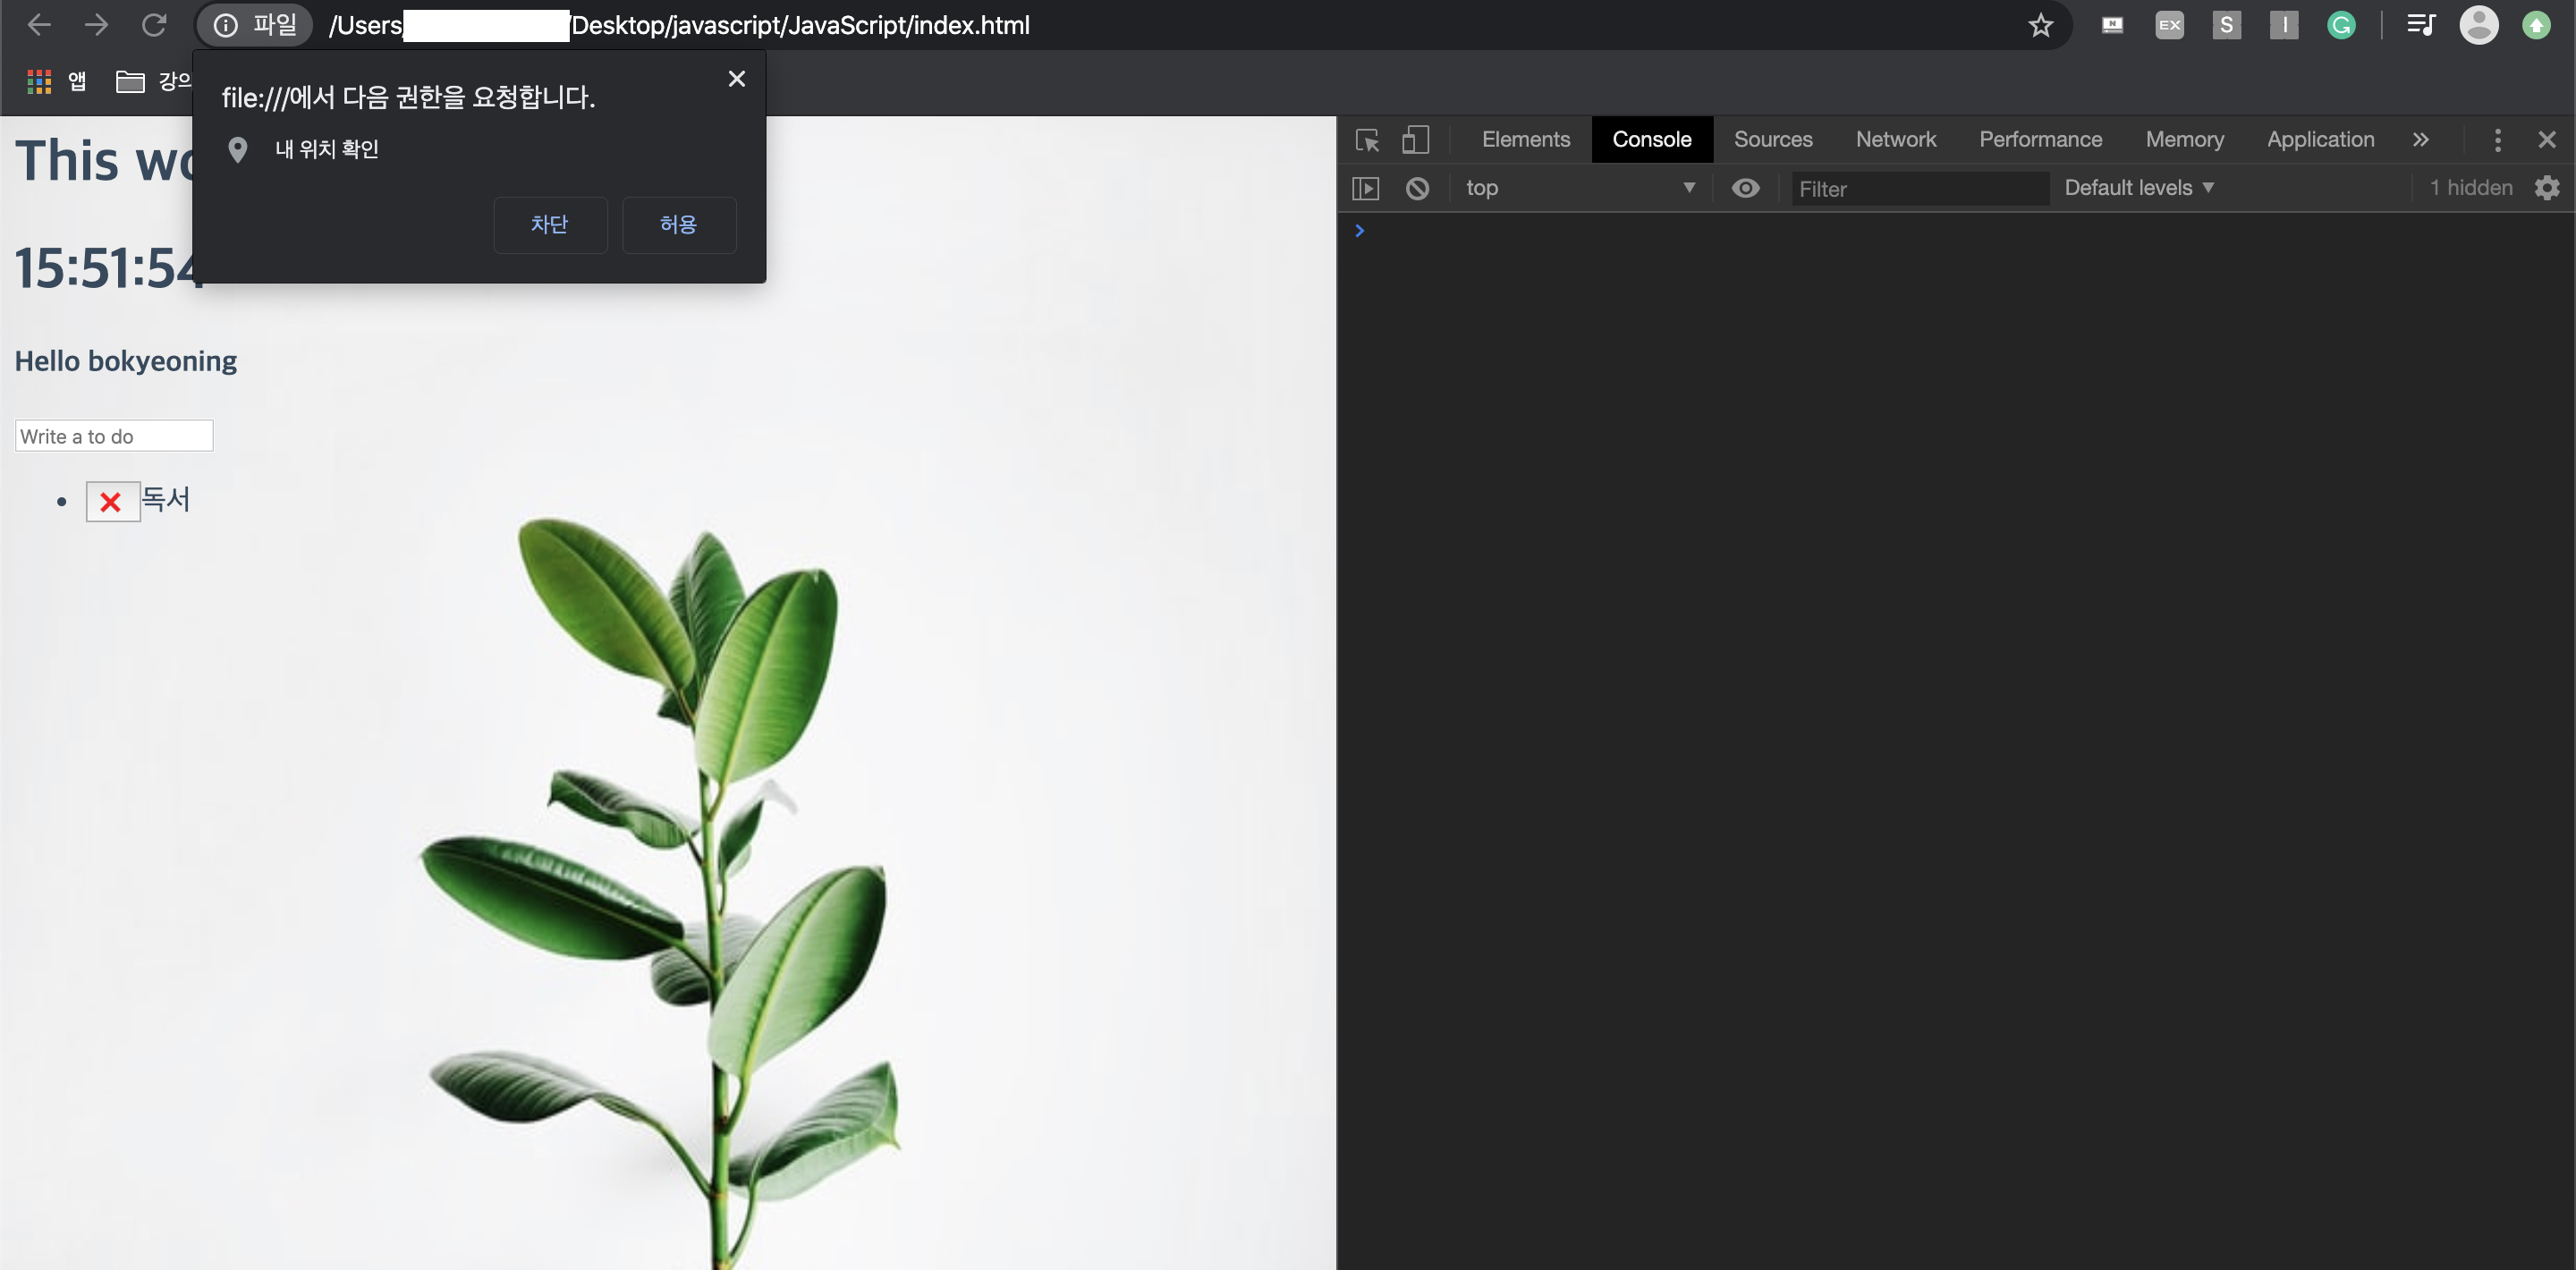 파일 /Users/ /Desktop/javascript/JavaScript/index.html
EX S I G
앱 강의
file:///에서 다음 권한을 요청합니다.
내 위치 확인
차단 허용
This wo
15:51:54
Hello bokyeoning
Write a to do
독서
Elements Console Sources Network Performance Memory Application
top Filter Default levels 1 hidden